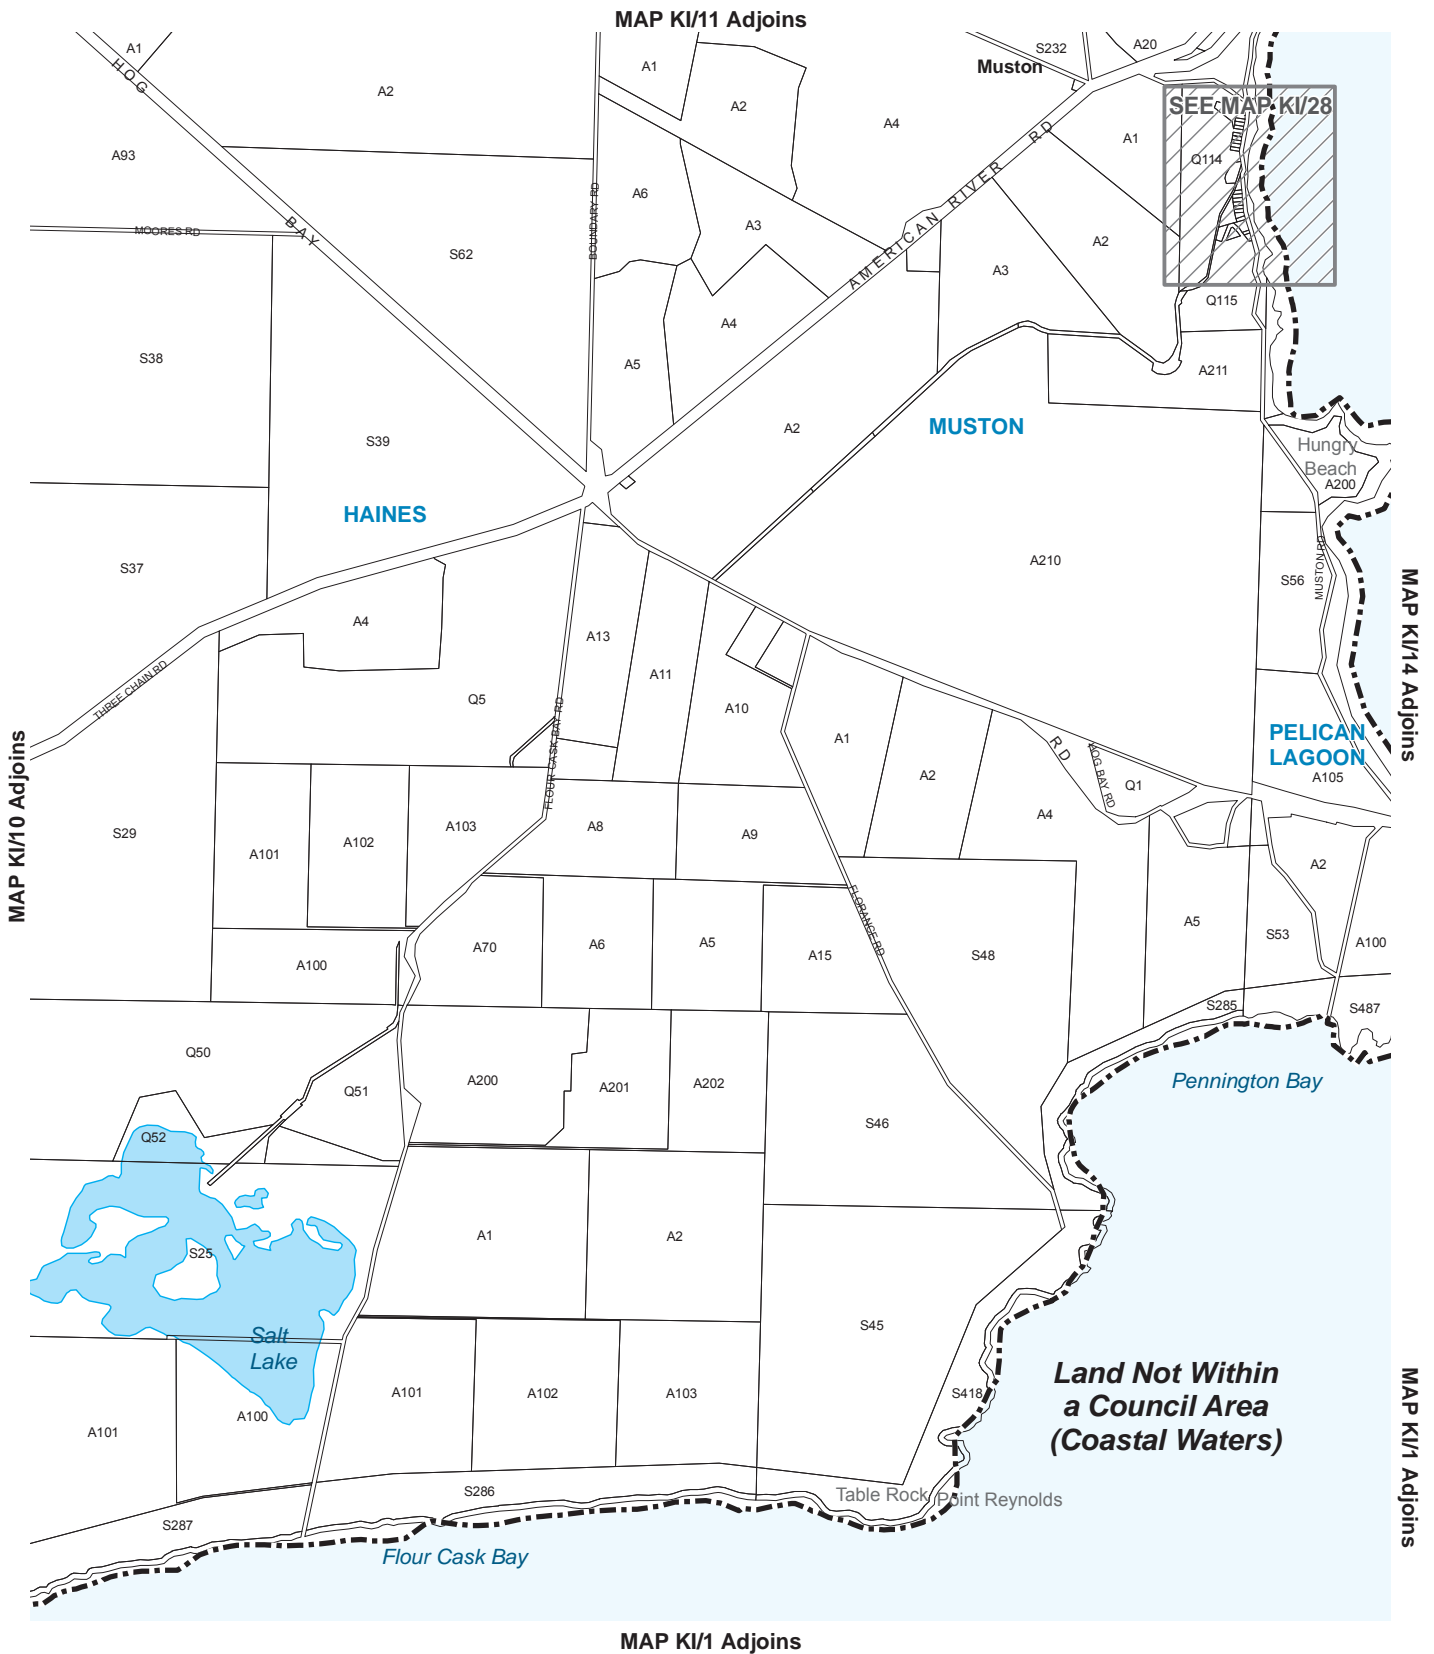 MAP KI/11 Adjoins
A1
HOG
A2
A1
A2
A4
S232
A20
Muston
SEE MAP KI/28
A93
A1
Q114
MOORES RD
BAY
S62
BOUNDARY RD
A6
A3
AMERICAN RIVER RD
A3
A2
Q115
S38
A5
A4
A211
S39
A2
MUSTON
Hungry
Beach
A200
HAINES
S37
A210
S56
MUSTON RD
MAP KI/14 Adjoins
A4
A13
A11
THREE CHAIN RD
Q5
FLOUR CASK BAY RD
A10
A1
RD
HOG BAY RD
A2
Q1
PELICAN
LAGOON
A105
MAP KI/10 Adjoins
S29
A101
A102
A103
A8
A9
A4
A2
A5
S53
A100
A100
A70
A6
A5
A15
FLORANCE RD
S48
S285
S487
Q50
Q51
A200
A201
A202
S46
Pennington Bay
Q52
S25
A1
A2
S45
Salt
Lake
Land Not Within
a Council Area
(Coastal Waters)
MAP KI/1 Adjoins
A101
A100
A101
A102
A103
S418
S286
Table Rock
Point Reynolds
S287
Flour Cask Bay
MAP KI/1 Adjoins